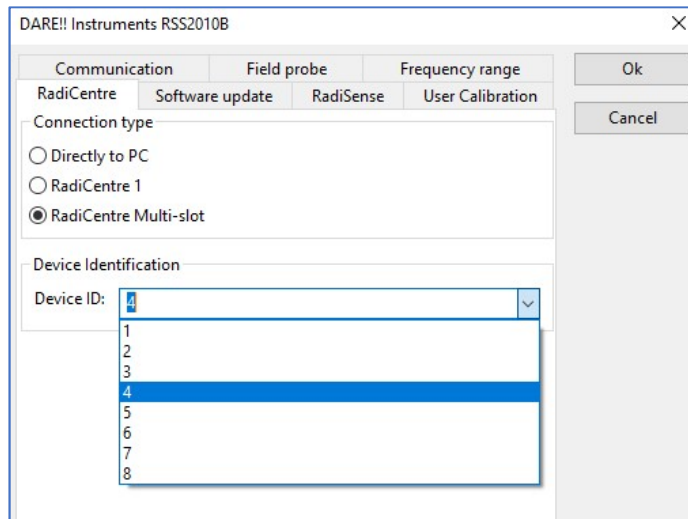 DARE!! Instruments RSS2010B
Communication Field probe Frequency range
RadiCentre Software update RadiSense User Calibration
Ok
Cancel
Connection type
Directly to PC
RadiCentre 1
RadiCentre Multi-slot
Device Identification
Device ID: 4
1
2
3
4
5
6
7
8